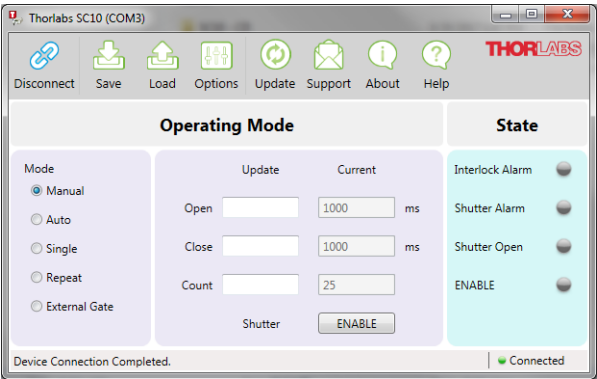 Thorlabs SC10 (COM3)
Disconnect Save Load Options Update Support About Help
THORLABS
Operating Mode
State
Mode
Manual
Auto
Single
Repeat
External Gate
Update Current
Open 1000 ms
Close 1000 ms
Count 25
Shutter ENABLE
Interlock Alarm
Shutter Alarm
Shutter Open
ENABLE
Device Connection Completed.
Connected